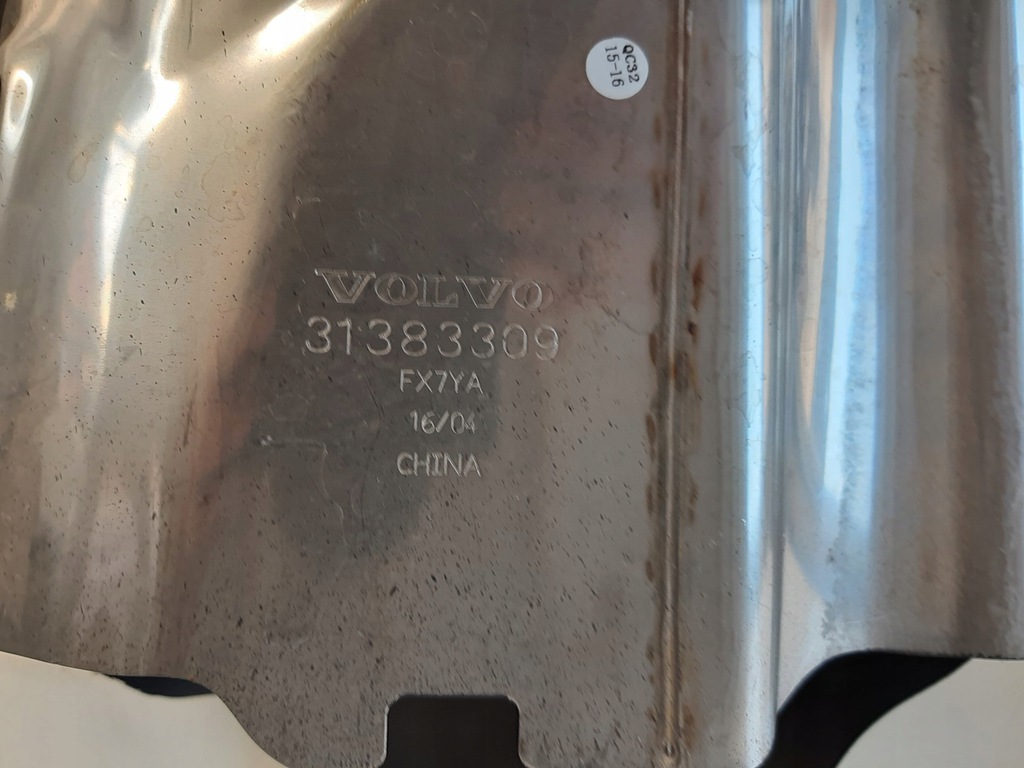 QC32
15-16
VOLVO
31383309
FX7YA
16/04
CHINA